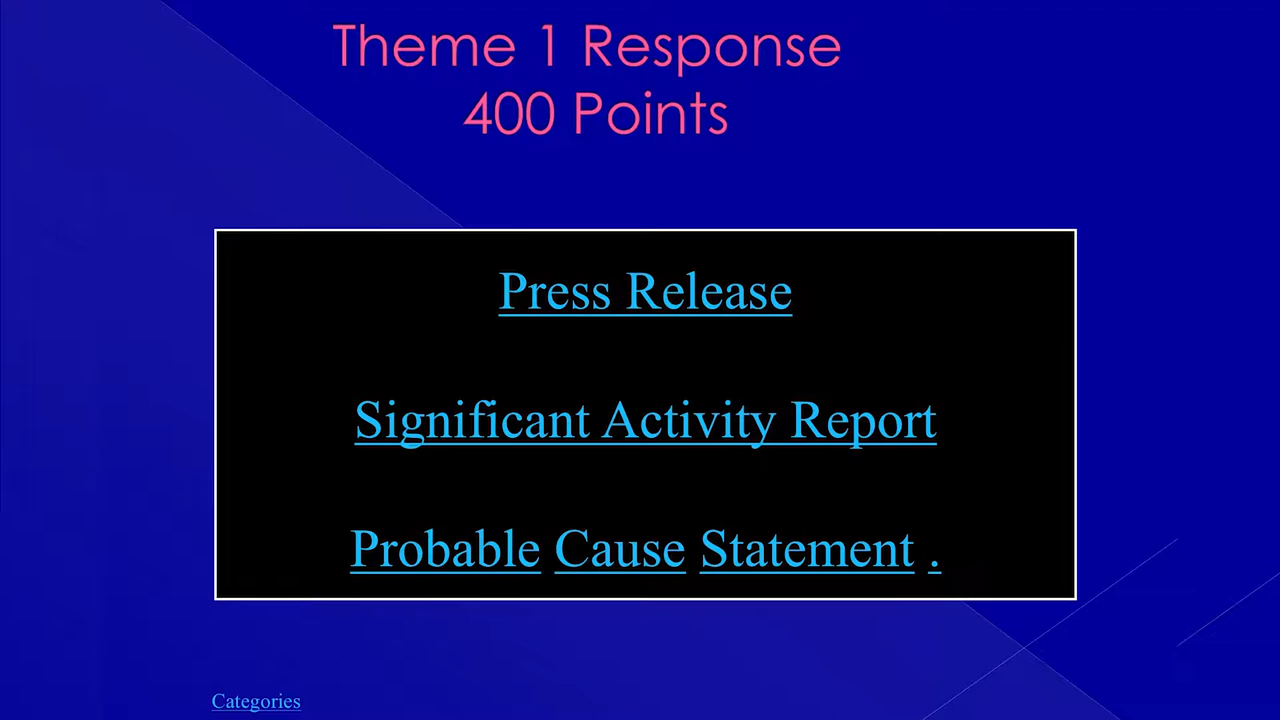 Theme 1 Response
400 Points
Press Release
Significant Activity Report
Probable Cause Statement .
Categories